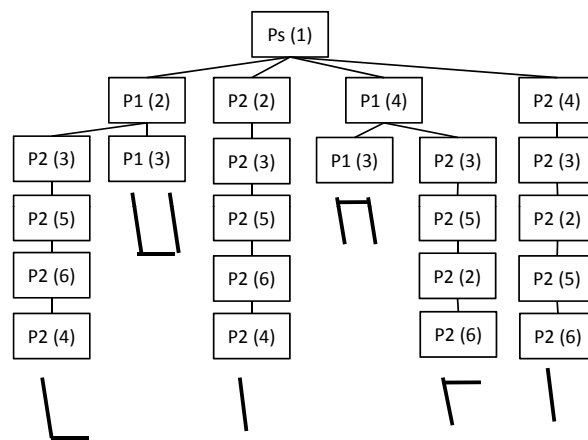 Ps (1)
P1 (2) P2 (2) P1 (4) P2 (4)
P2 (3) P1 (3) P2 (3) P1 (3) P2 (3) P2 (3)
P2 (5) P2 (5) P2 (5) P2 (2)
P2 (6) P2 (6) P2 (2) P2 (5)
P2 (4) P2 (4) P2 (6) P2 (6)